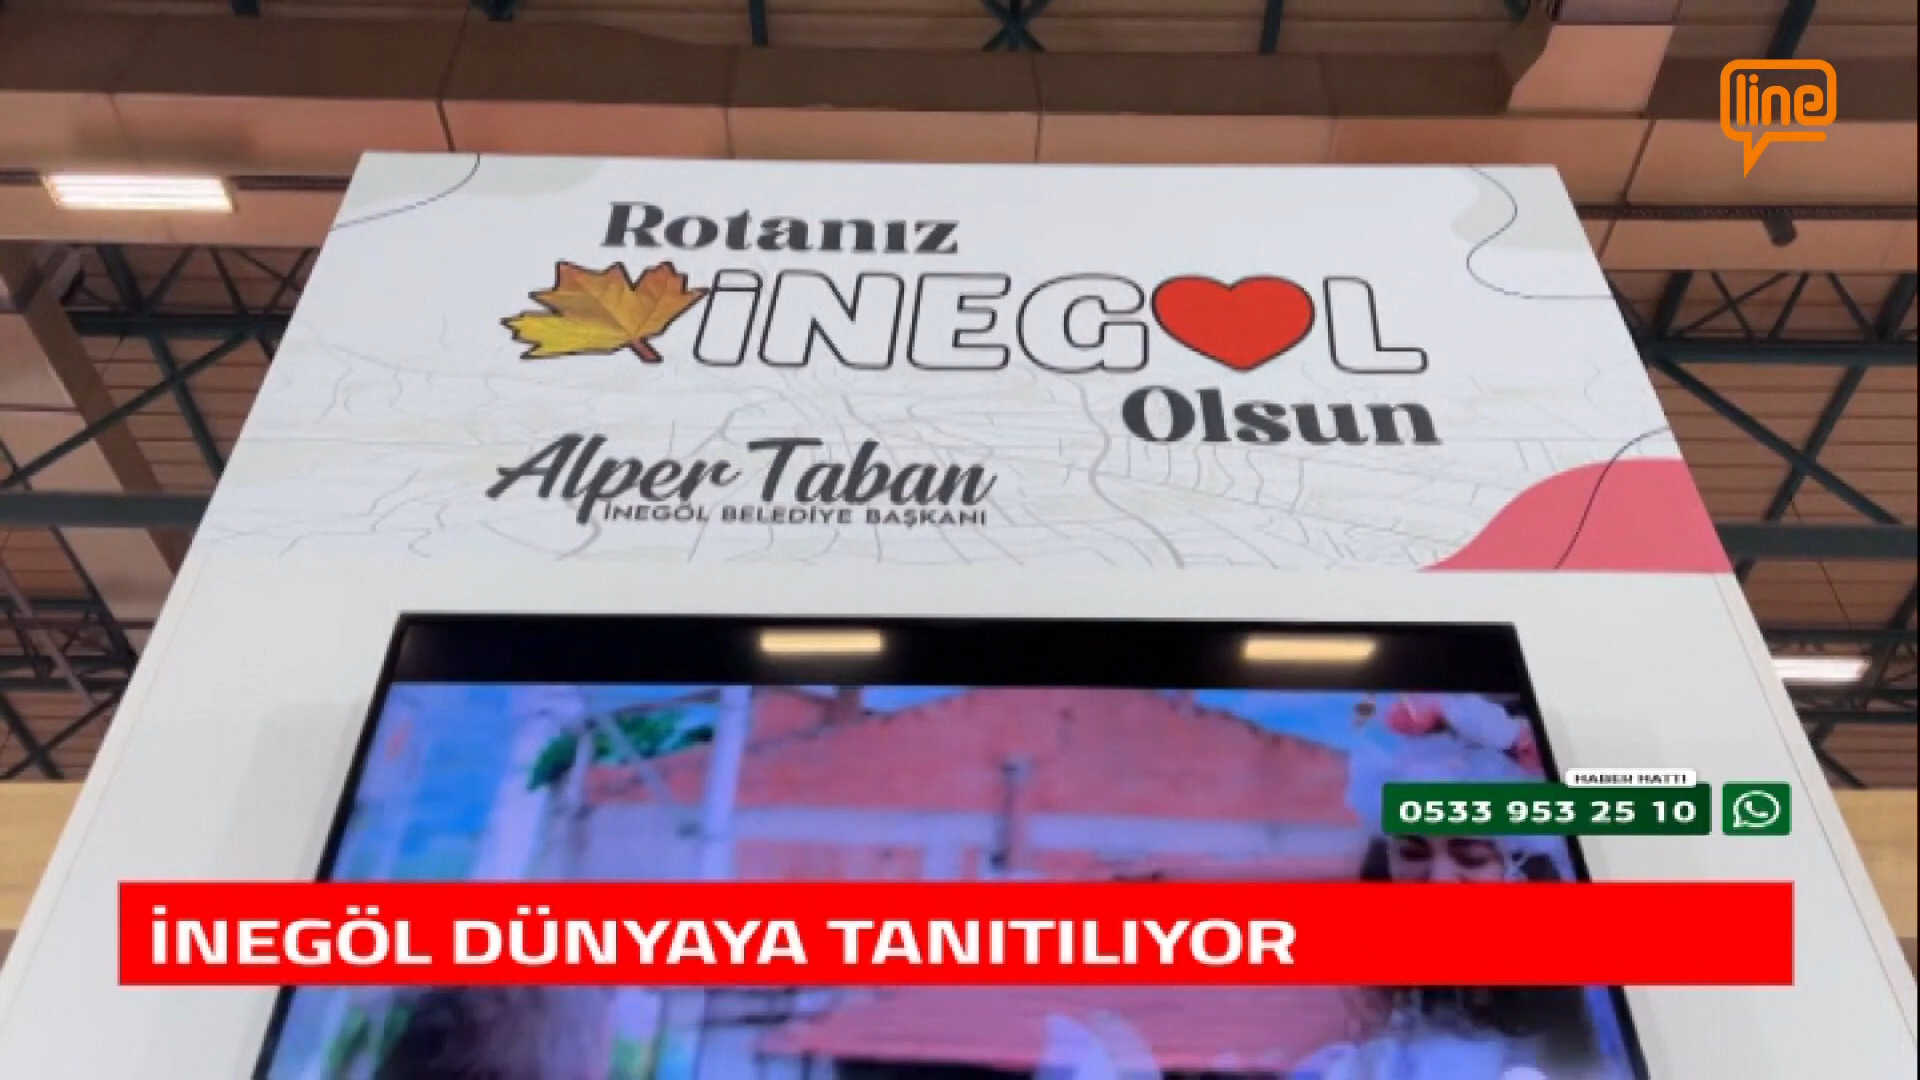 line
Rotanız
İNEGÖL
Olsun
Alper Taban
İNEGÖL BELEDİYE BAŞKANI
HABER HATTI
0533 953 25 10
İNEGÖL DÜNYAYA TANITILIYOR